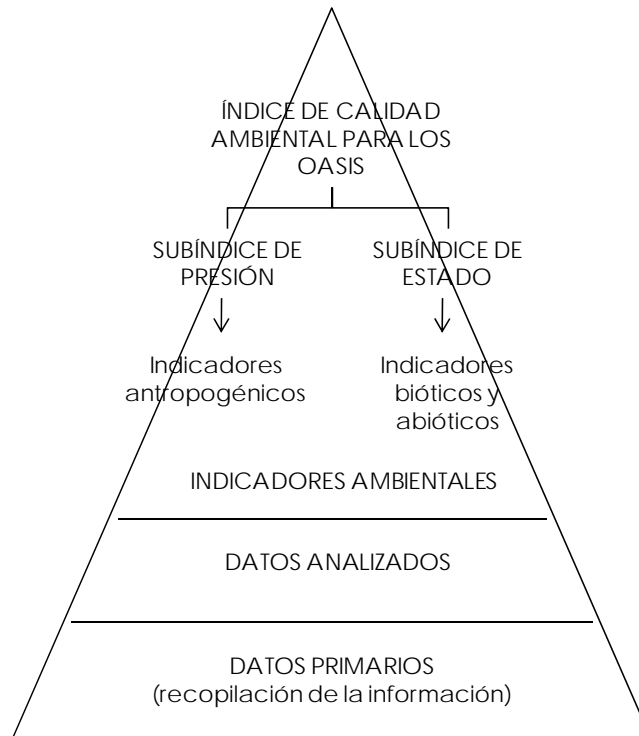 ÍNDICE DE CALIDAD
AMBIENTAL PARA LOS
OASIS
SUBÍNDICE DE
PRESIÓN
SUBÍNDICE DE
ESTADO
Indicadores
antropogénicos
Indicadores
bióticos y
abióticos
INDICADORES AMBIENTALES
DATOS ANALIZADOS
DATOS PRIMARIOS
(recopilación de la información)